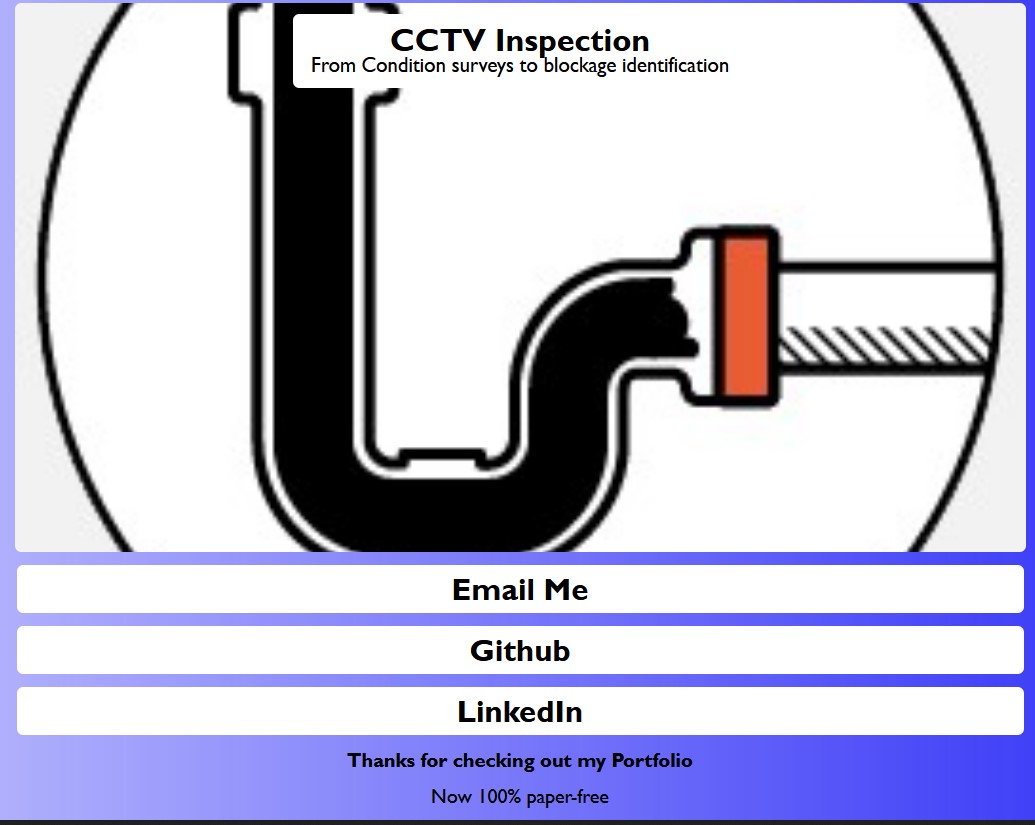 CCTV Inspection
From Condition surveys to blockage identification
Email Me
Github
LinkedIn
Thanks for checking out my Portfolio
Now 100% paper-free